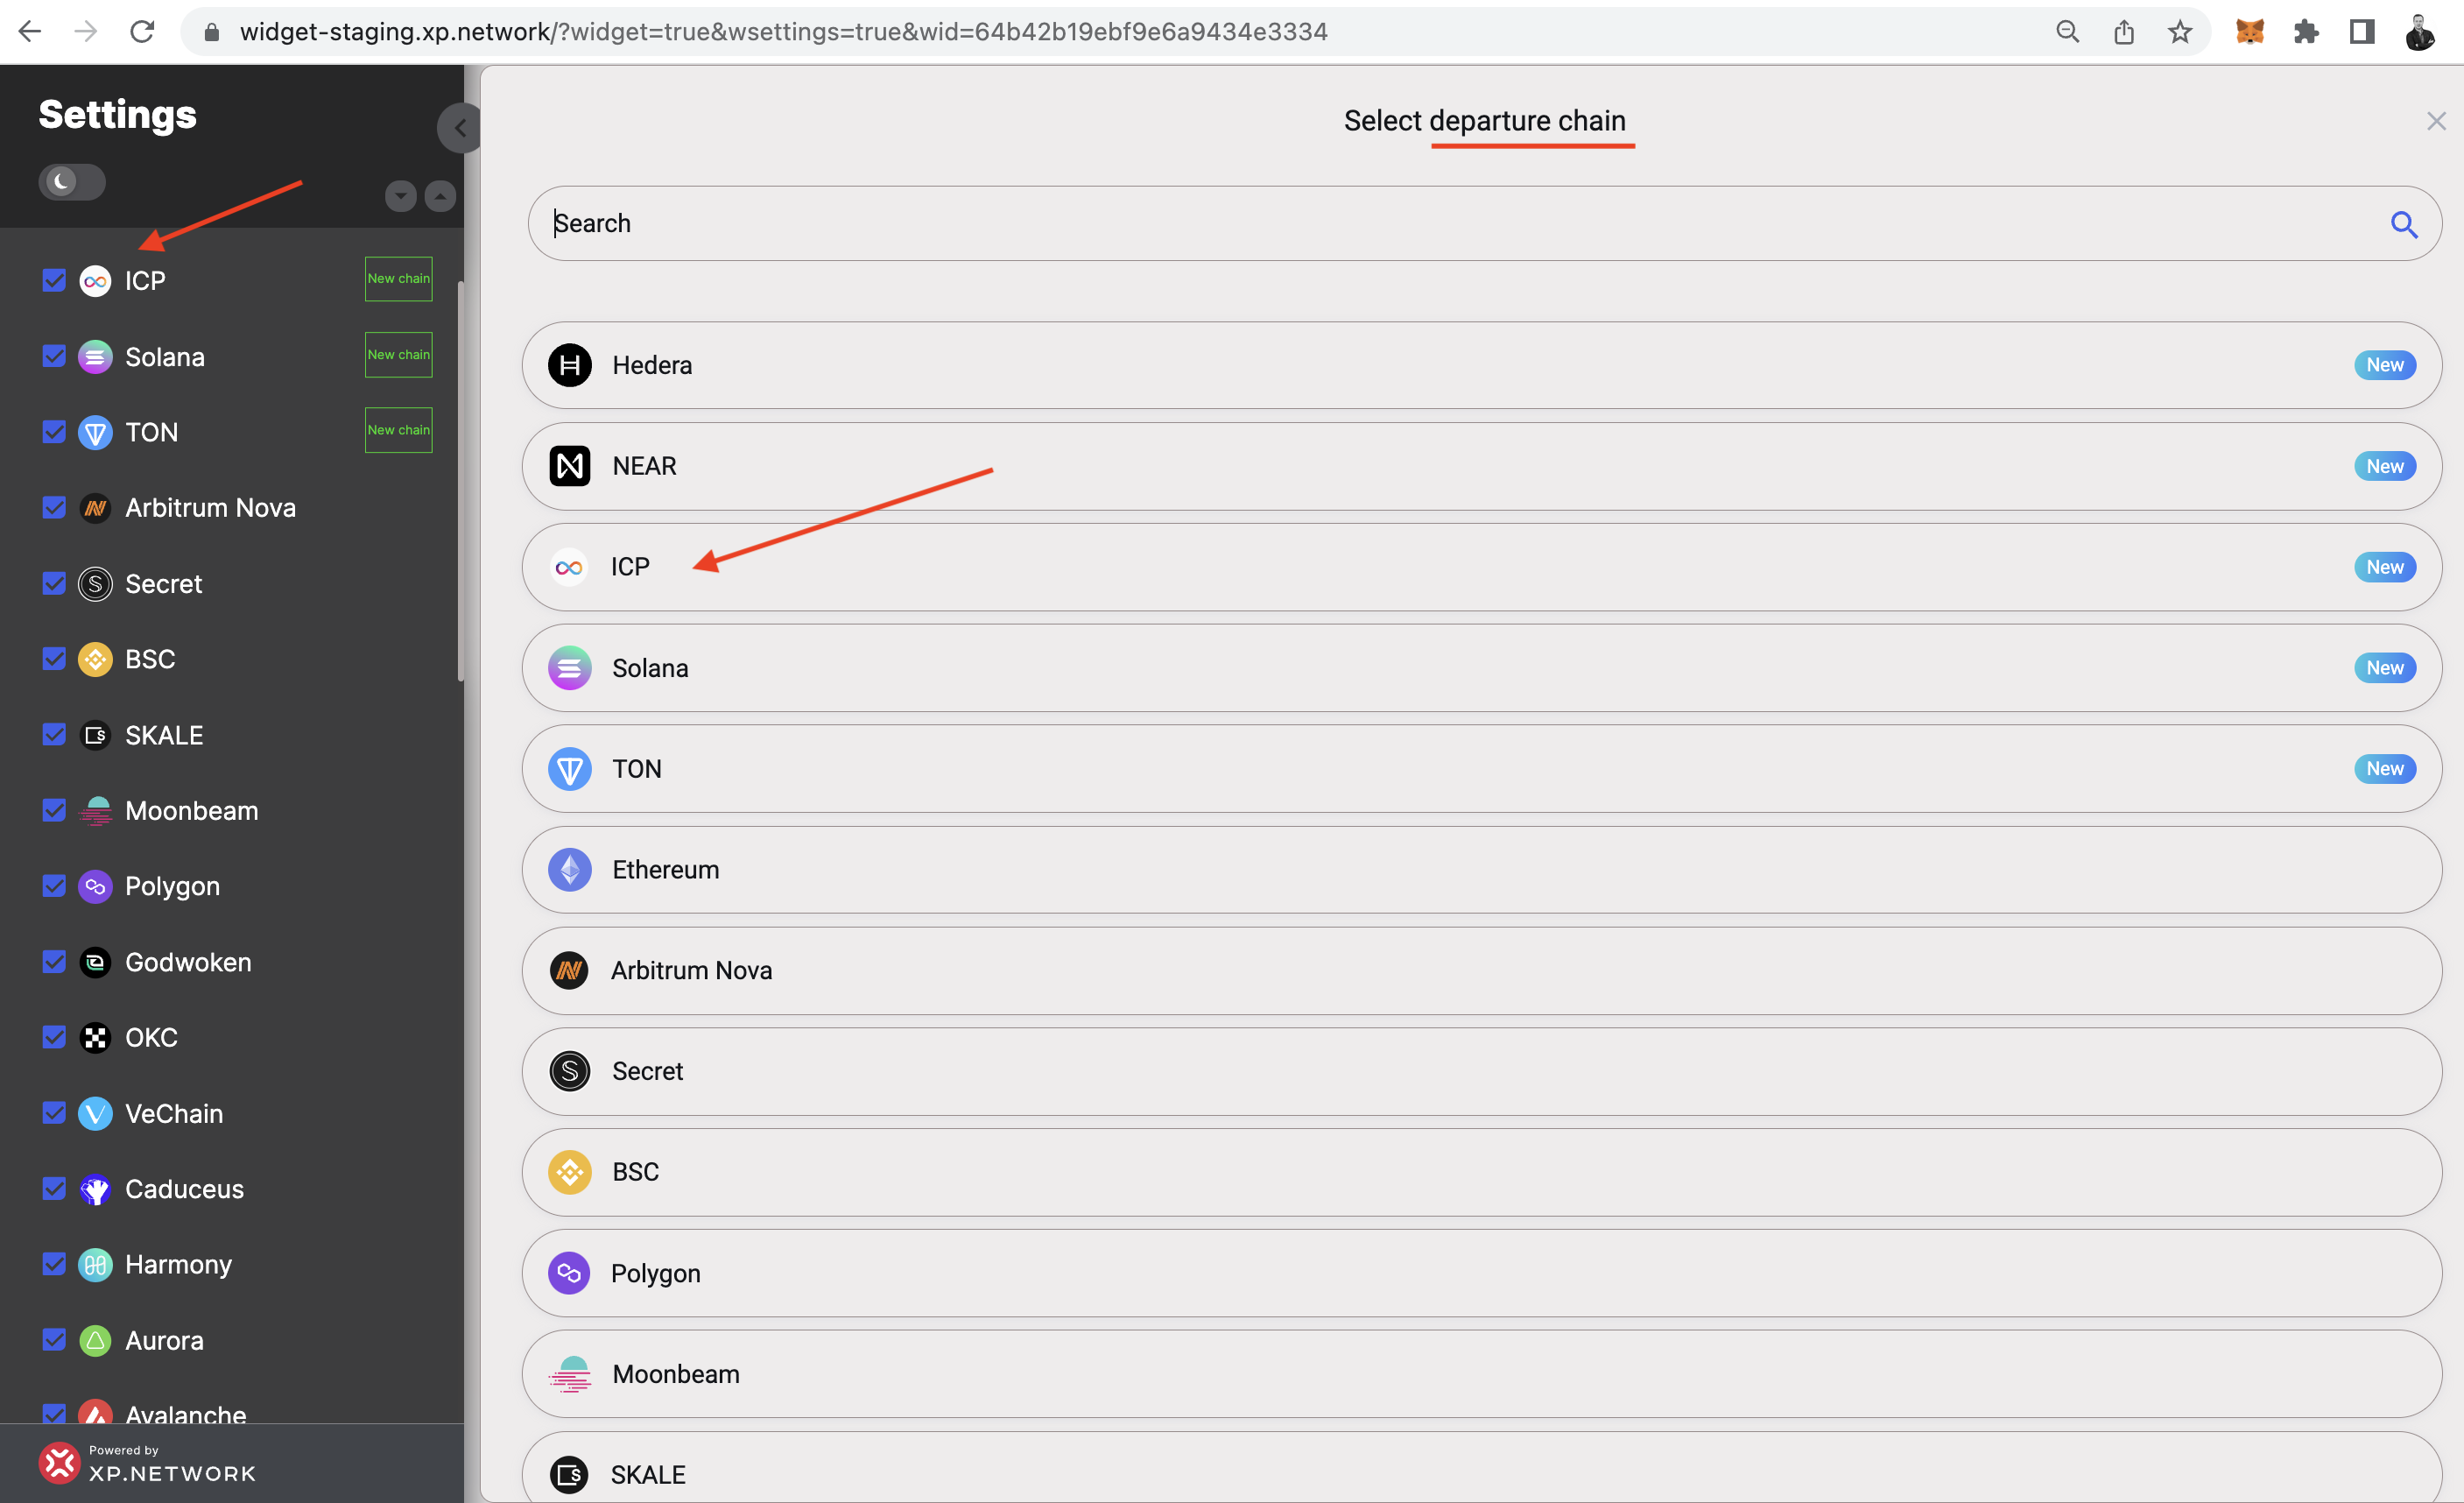 widget-staging.xp.network/?widget=true&wsettings=true&wid=64b42b19ebf9e6a9434e3334
Settings
ICP New chain
Solana New chain
TON New chain
Arbitrum Nova
Secret
BSC
SKALE
Moonbeam
Polygon
Godwoken
OKC
VeChain
Caduceus
Harmony
Aurora
Avalanche
Powered by
XP.NETWORK
Select departure chain
Search
Hedera New
NEAR New
ICP New
Solana New
TON New
Ethereum
Arbitrum Nova
Secret
BSC
Polygon
Moonbeam
SKALE